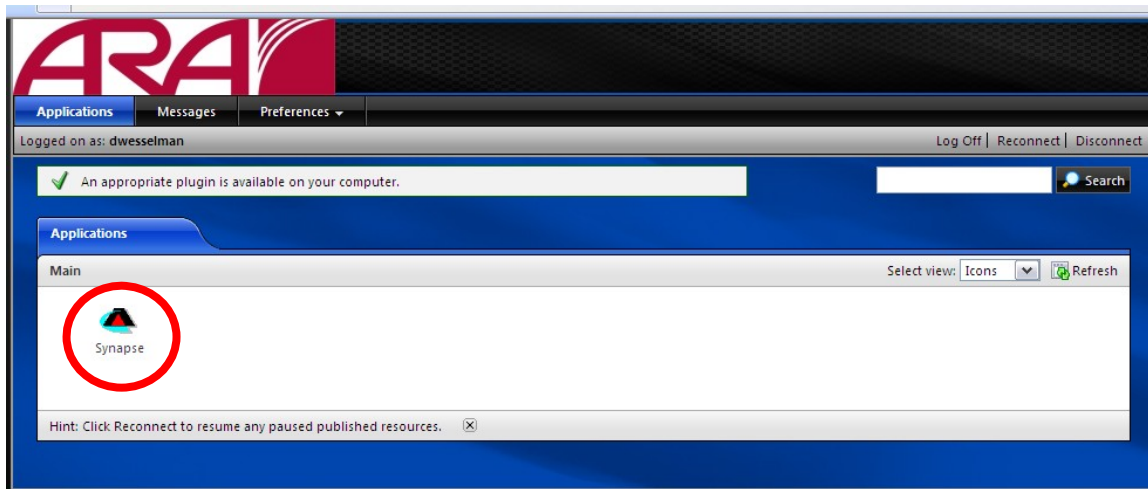 ARA
Applications Messages Preferences
Logged on as: dwesselman Log Off | Reconnect | Disconnect
An appropriate plugin is available on your computer. Search
Applications
Main Select view: Icons Refresh
Synapse
Hint: Click Reconnect to resume any paused published resources.